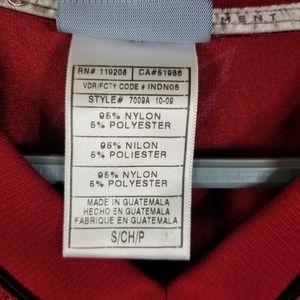 MENT
RN# 119208 CA#51986
VDR/FCTY CODE # INDN05
STYLE# 7009A 10-09
95% NYLON
5% POLYESTER
95% NILON
5% POLIESTER
95% NYLON
5% POLYESTER
MADE IN GUATEMALA
HECHO EN GUATEMALA
FABRIQUE EN GUATEMALA
S/CH/P